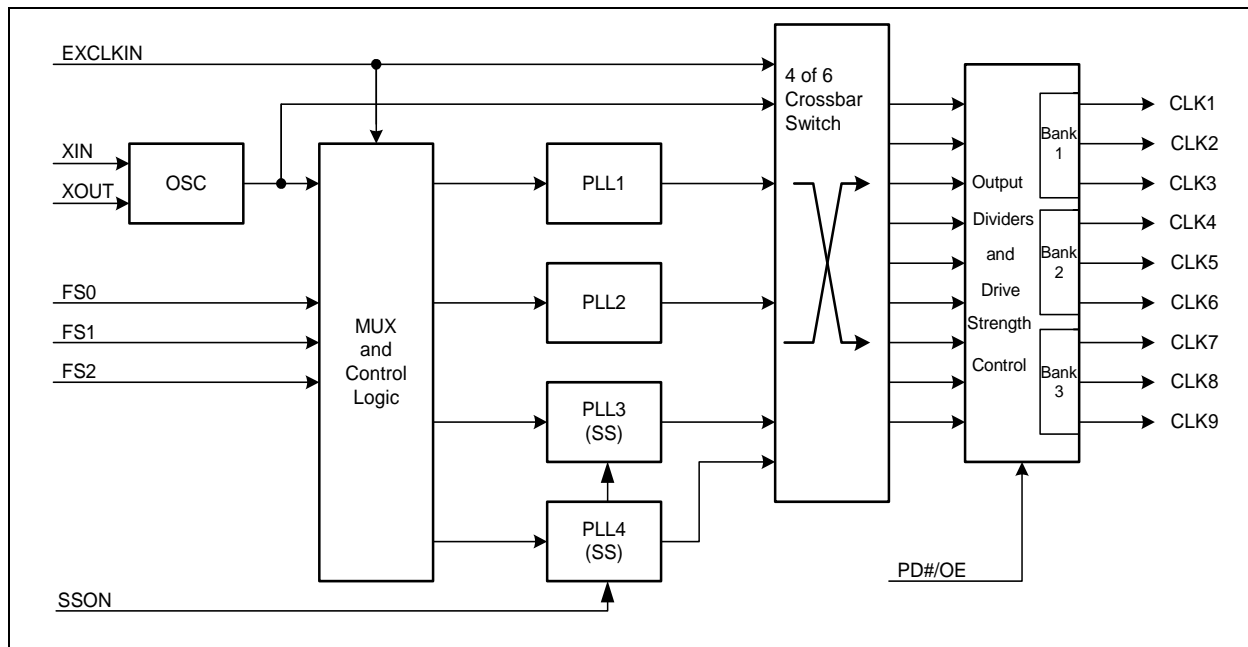 EXCLKIN
XIN
XOUT
OSC
FS0
FS1
FS2
SSON
MUX
and
Control
Logic
PLL1
PLL2
PLL3
(SS)
PLL4
(SS)
4 of 6
Crossbar
Switch
Output
Dividers
and
Drive
Strength
Control
Bank
1
Bank
2
Bank
3
CLK1
CLK2
CLK3
CLK4
CLK5
CLK6
CLK7
CLK8
CLK9
PD#/OE